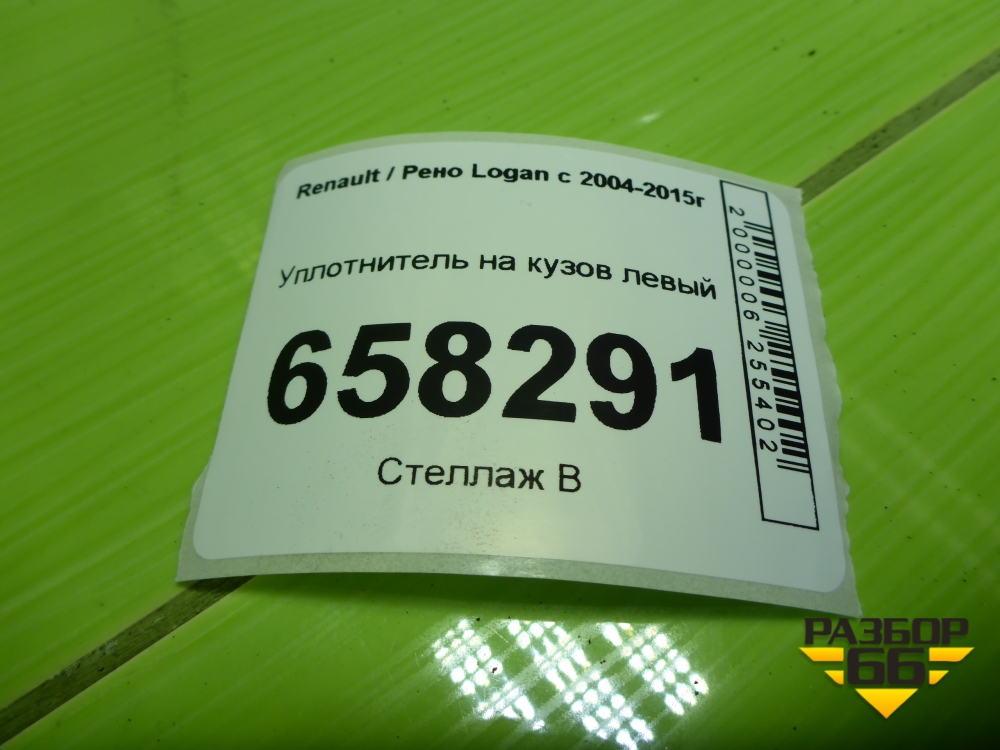 Renault / Рено Logan с 2004-2015г
Уплотнитель на кузов левый
658291
Стеллаж В
2000006255402
РАЗБОР
66